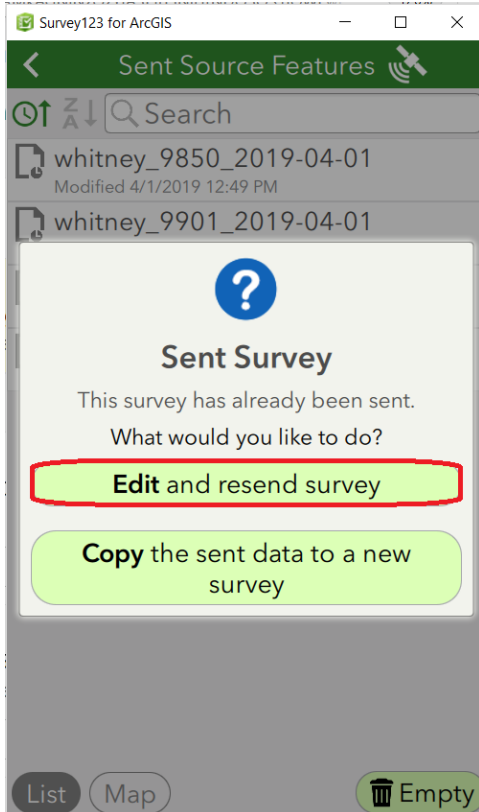 Survey123 for ArcGIS
Sent Source Features
Z
A
Search
whitney_9850_2019-04-01
Modified 4/1/2019 12:49 PM
whitney_9901_2019-04-01
?
Sent Survey
This survey has already been sent.
What would you like to do?
Edit and resend survey
Copy the sent data to a new
survey
List
Map
Empty